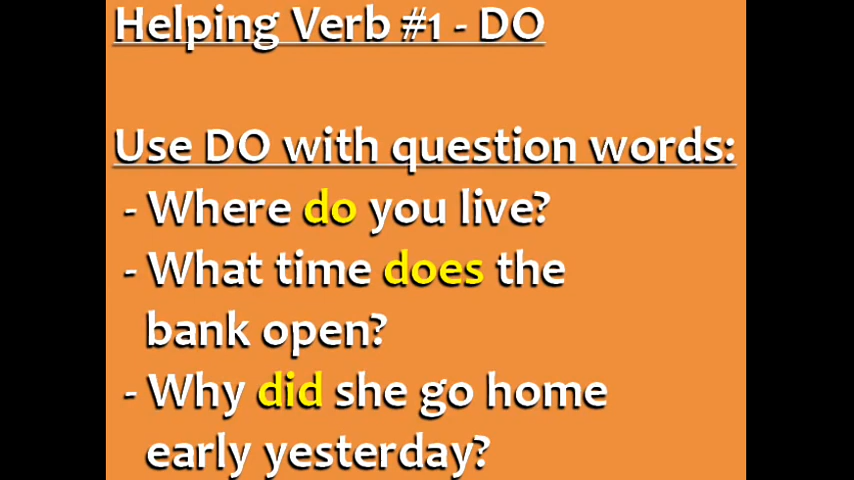 Helping Verb #1 - DO
Use DO with question words:
- Where do you live?
- What time does the
bank open?
- Why did she go home
early yesterday?